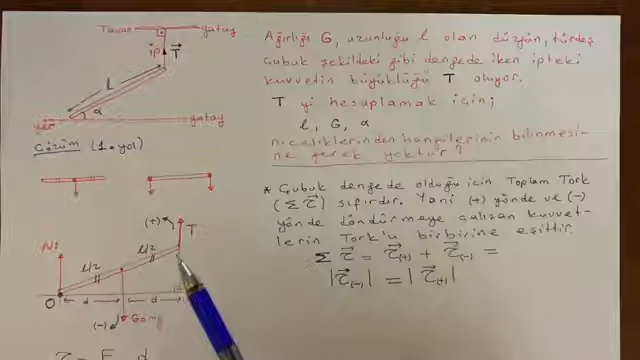 Tavan yatay
ip T
L
α
yer yatay
Çözüm (1. yol)
(+)
T
N1
l/2
l/2
O d d
(-) G=mg
τ = F . d
Ağırlığı G, uzunluğu l olan düzgün, türdeş
çubuk şekildeki gibi dengede iken ipteki
kuvvetin büyüklüğü T oluyor.
T yi hesaplamak için;
l, G, α
niceliklerinden hangilerinin bilinmesi-
ne gerek yoktur?
* Çubuk dengede olduğu için Toplam Tork
(Σ τ) sıfırdır. Yani (+) yönde ve (-)
yönde döndürmeye çalışan kuvvet-
lerin Tork'u birbirine eşittir.
Σ τ = τ(+) + τ(-) =
|τ(-)| = |τ(+)|